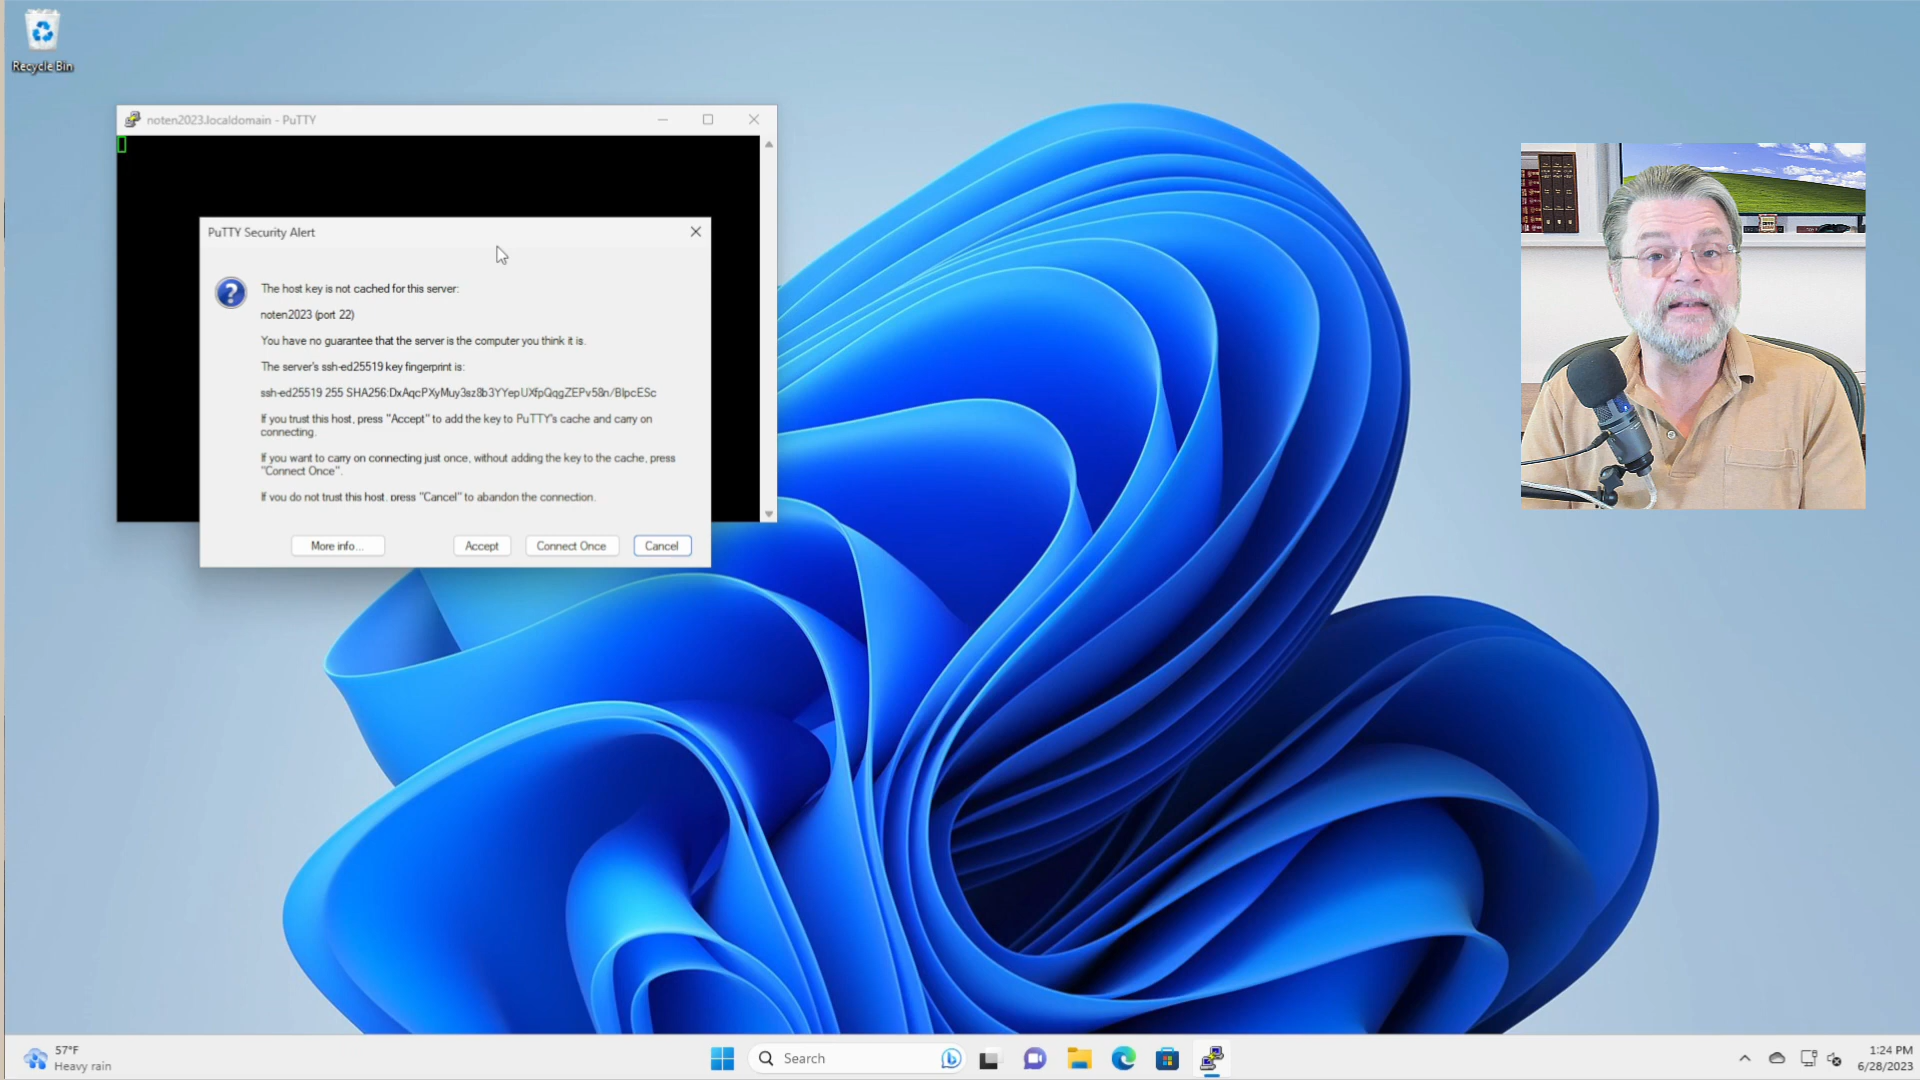 Recycle Bin
noten2023.localdomain - PuTTY
PuTTY Security Alert
The host key is not cached for this server:
noten2023 (port 22)
You have no guarantee that the server is the computer you think it is.
The server's ssh-ed25519 key fingerprint is:
ssh-ed25519 255 SHA256:DxAqcPXyMuy3sz8b3YYepUXfpQqgZEPv58n/BlpcESc
If you trust this host, press "Accept" to add the key to PuTTY's cache and carry on
connecting.
If you want to carry on connecting just once, without adding the key to the cache, press
"Connect Once".
If you do not trust this host, press "Cancel" to abandon the connection.
More info...
Accept
Connect Once
Cancel
57°F
Heavy rain
Search
1:24 PM
6/28/2023